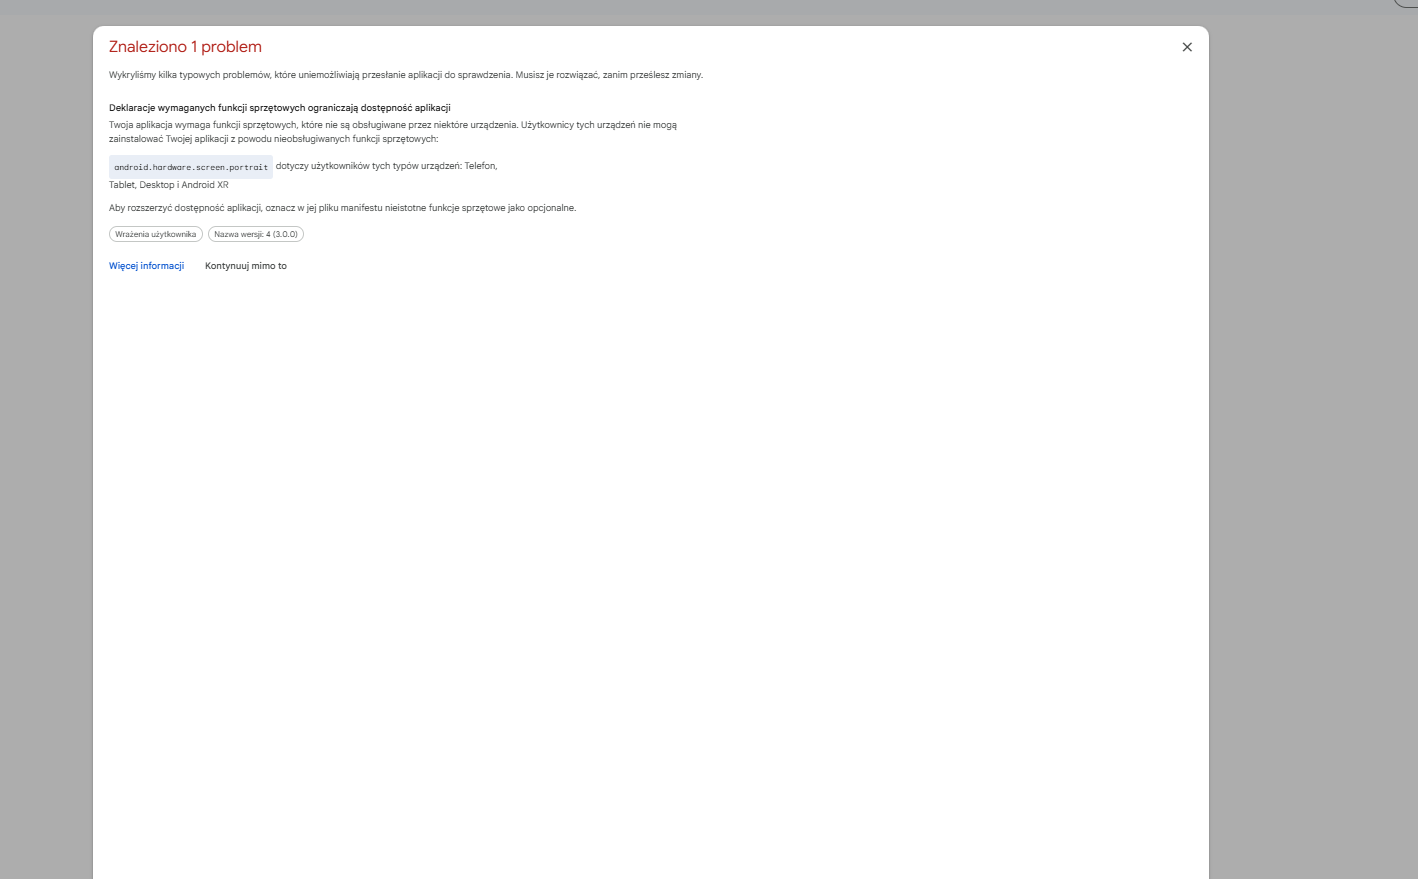 Znaleziono 1 problem
Wykryliśmy kilka typowych problemów, które uniemożliwiają przesłanie aplikacji do sprawdzenia. Musisz je rozwiązać, zanim prześlesz zmiany.
Deklaracje wymaganych funkcji sprzętowych ograniczają dostępność aplikacji
Twoja aplikacja wymaga funkcji sprzętowych, które nie są obsługiwane przez niektóre urządzenia. Użytkownicy tych urządzeń nie mogą
zainstalować Twojej aplikacji z powodu nieobsługiwanych funkcji sprzętowych:
android.hardware.screen.portrait dotyczy użytkowników tych typów urządzeń: Telefon,
Tablet, Desktop i Android XR
Aby rozszerzyć dostępność aplikacji, oznacz w jej pliku manifestu nieistotne funkcje sprzętowe jako opcjonalne.
Wrażenia użytkownika Nazwa wersji: 4 (3.0.0)
Więcej informacji Kontynuuj mimo to